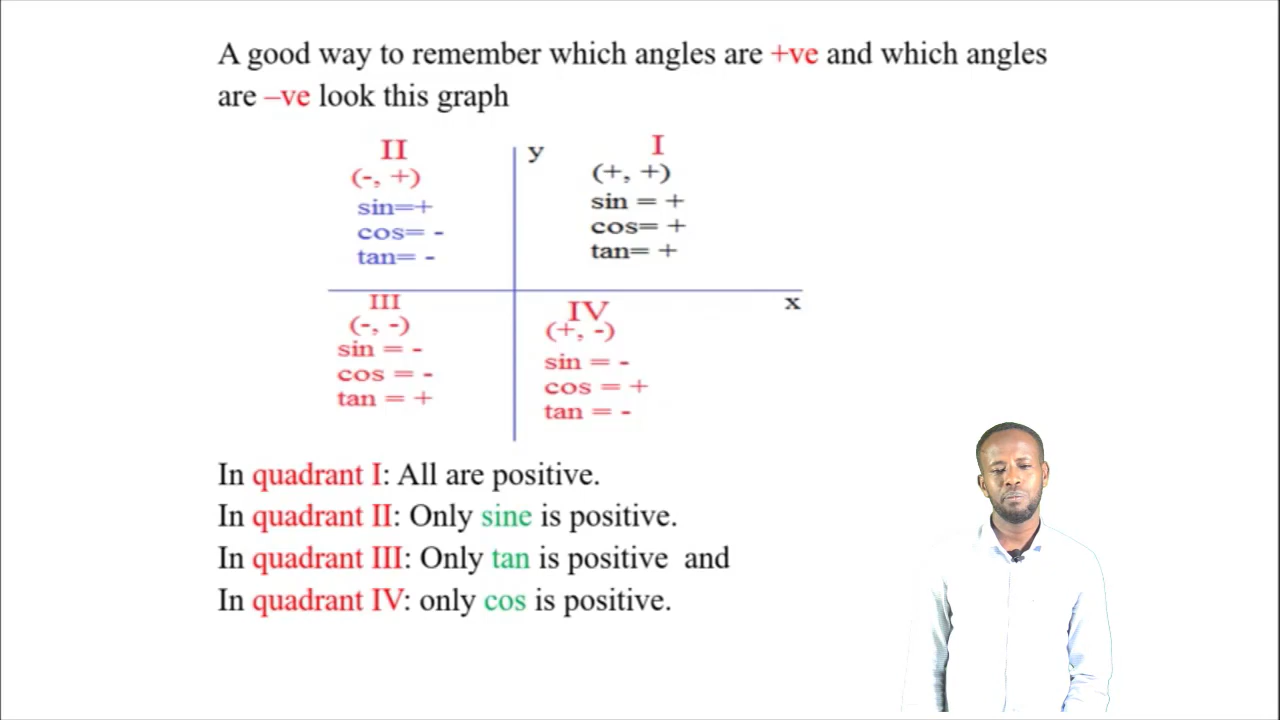 A good way to remember which angles are +ve and which angles
are –ve look this graph
II
(-, +)
sin=+
cos= -
tan= -
y
I
(+, +)
sin = +
cos= +
tan= +
x
III
(-, -)
sin = -
cos = -
tan = +
IV
(+, -)
sin = -
cos = +
tan = -
In quadrant I: All are positive.
In quadrant II: Only sine is positive.
In quadrant III: Only tan is positive  and
In quadrant IV: only cos is positive.